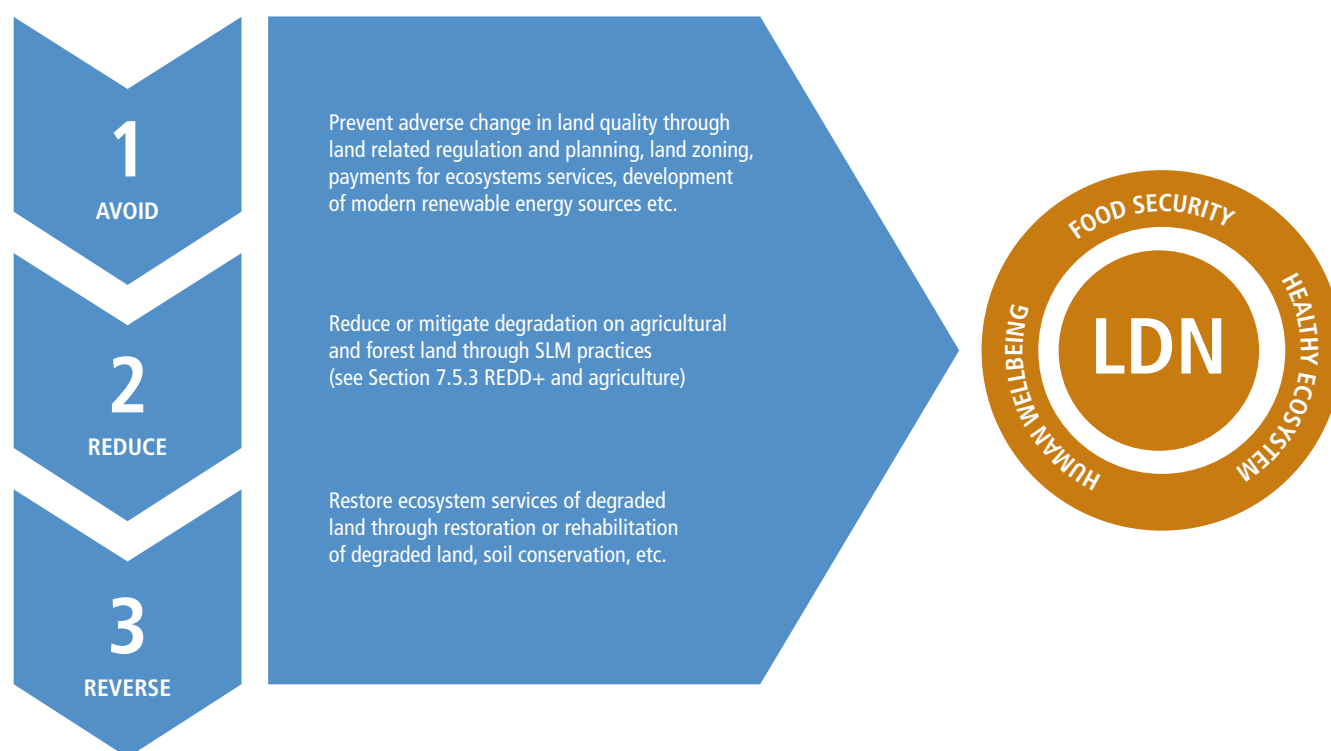 1
AVOID
Prevent adverse change in land quality through
land related regulation and planning, land zoning,
payments for ecosystems services, development
of modern renewable energy sources etc.
2
REDUCE
Reduce or mitigate degradation on agricultural
and forest land through SLM practices
(see Section 7.5.3 REDD+ and agriculture)
3
REVERSE
Restore ecosystem services of degraded
land through restoration or rehabilitation
of degraded land, soil conservation, etc.
FOOD SECURITY
HEALTHY ECOSYSTEM
HUMAN WELLBEING
LDN